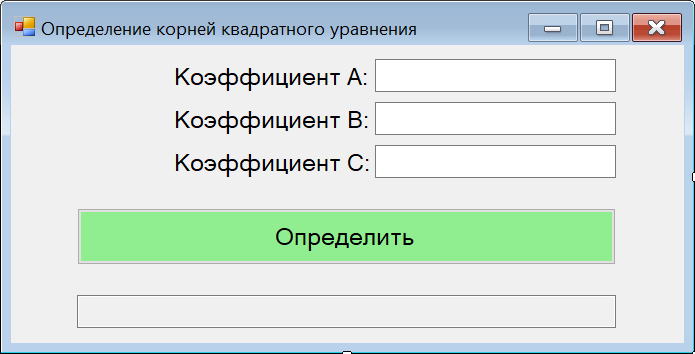 Определение корней квадратного уравнения
Коэффициент A:
Коэффициент B:
Коэффициент C:
Определить